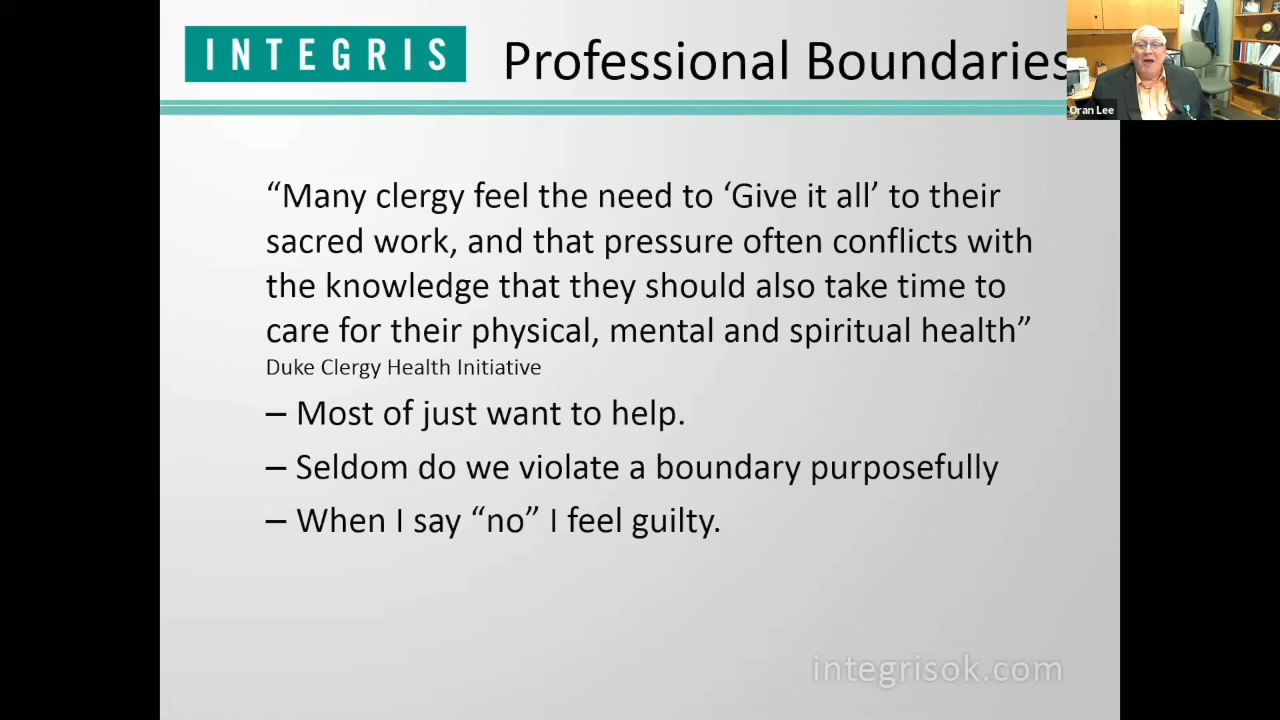 INTEGRIS
Professional Boundaries
Oran Lee
“Many clergy feel the need to ‘Give it all’ to their
sacred work, and that pressure often conflicts with
the knowledge that they should also take time to
care for their physical, mental and spiritual health”
Duke Clergy Health Initiative
– Most of just want to help.
– Seldom do we violate a boundary purposefully
– When I say “no” I feel guilty.
integrisok.com